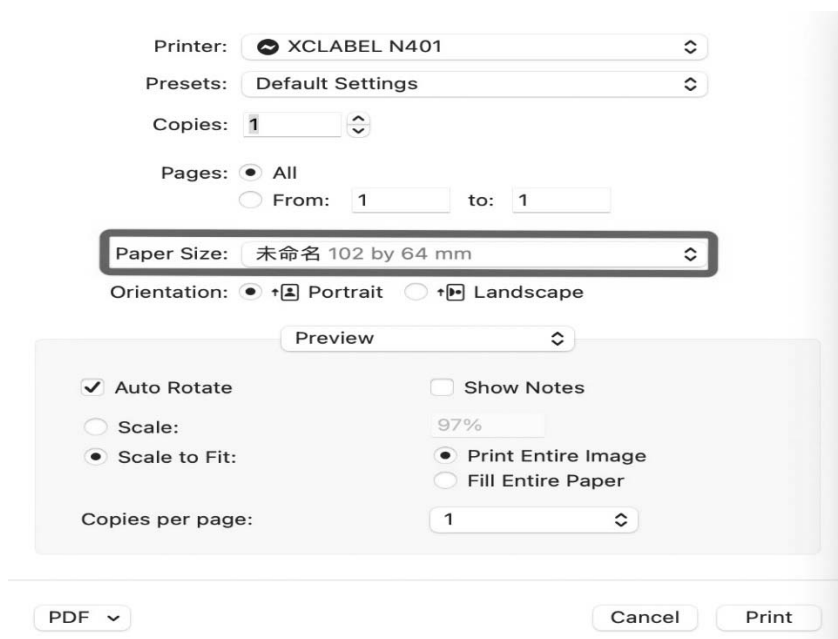 Printer: XCLABEL N401
Presets: Default Settings
Copies: 1
Pages: All
From: 1 to: 1
Paper Size: 未命名 102 by 64 mm
Orientation: Portrait Landscape
Preview
Auto Rotate Show Notes
Scale: 97%
Scale to Fit: Print Entire Image
Fill Entire Paper
Copies per page: 1
PDF Cancel Print